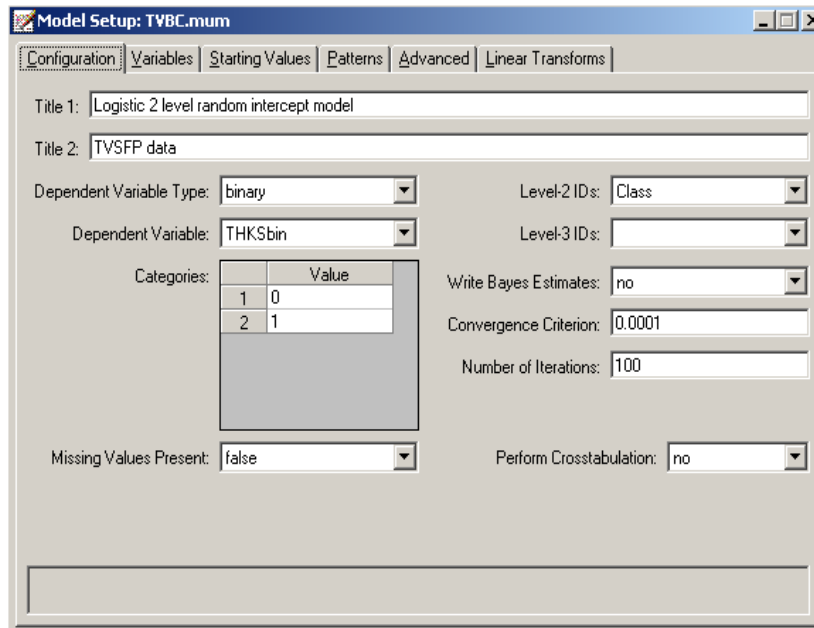 Model Setup: TVBC.mum
Configuration Variables Starting Values Patterns Advanced Linear Transforms
Title 1: Logistic 2 level random intercept model
Title 2: TVSFP data
Dependent Variable Type: binary
Level-2 IDs: Class
Dependent Variable: THKSbin
Level-3 IDs:
Categories:
Value
1 0
2 1
Write Bayes Estimates: no
Convergence Criterion: 0.0001
Number of Iterations: 100
Missing Values Present: false
Perform Crosstabulation: no